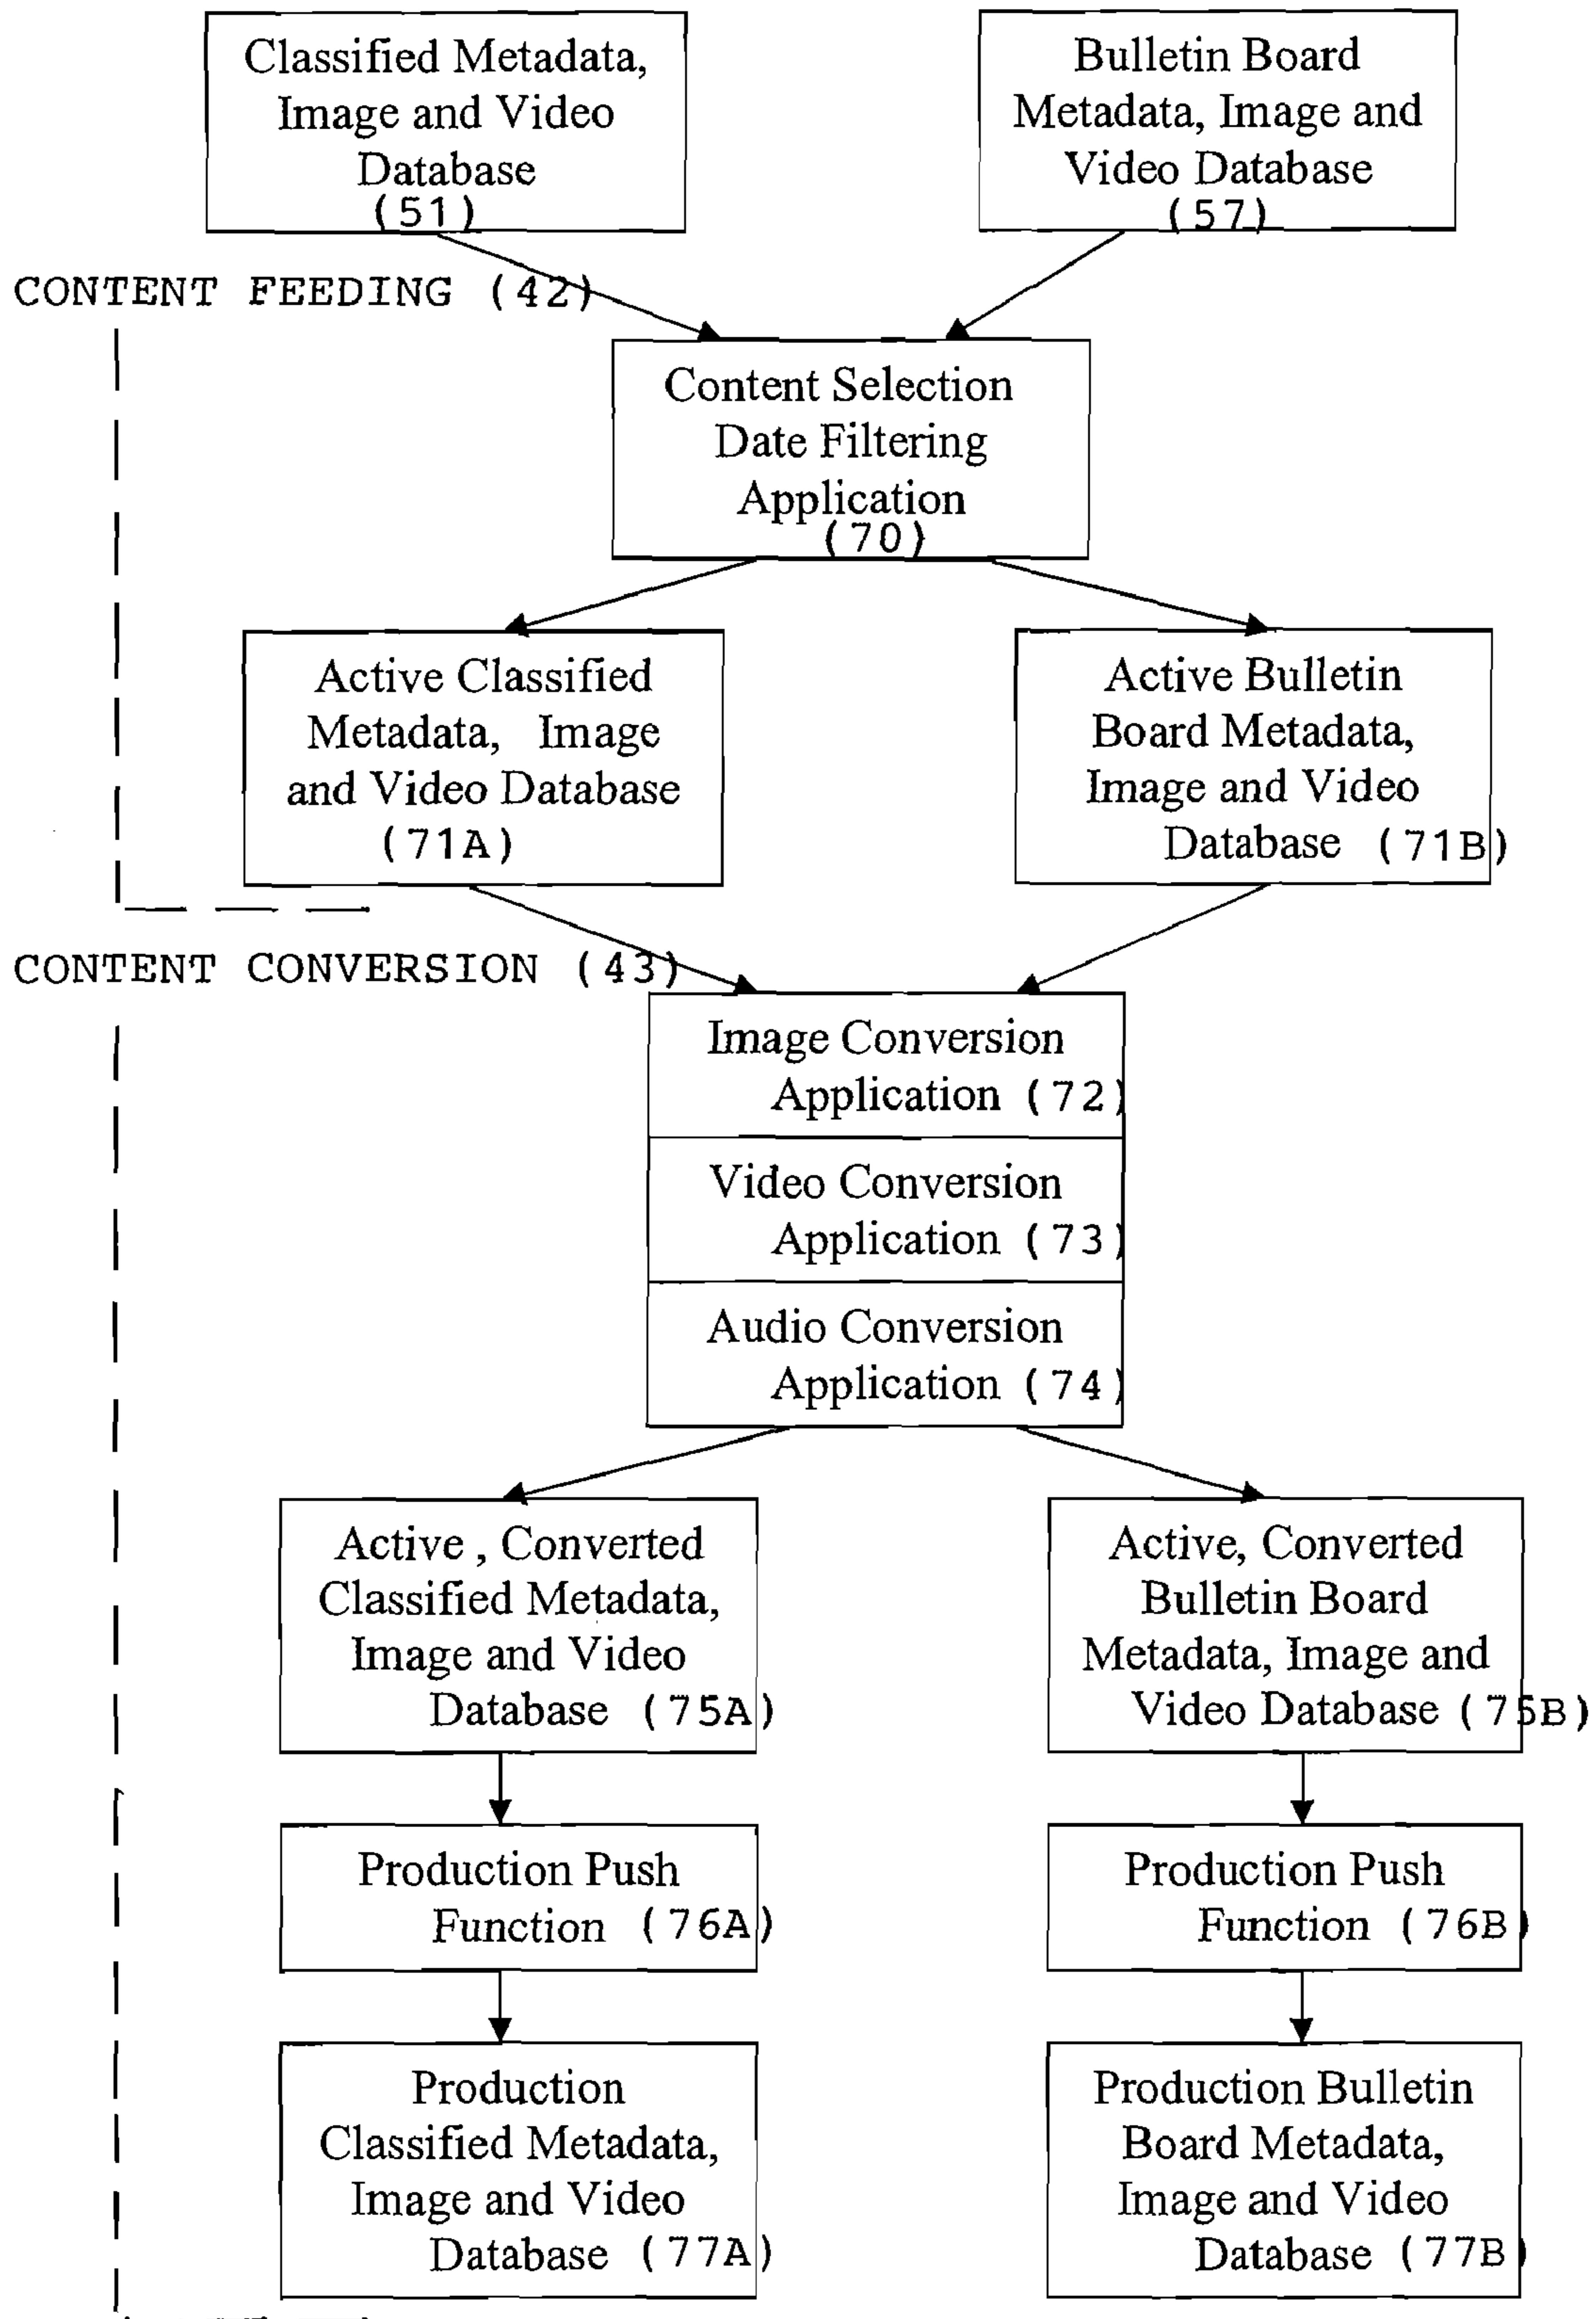 Classified Metadata,
Image and Video
Database
(51)
Bulletin Board
Metadata, Image and
Video Database
(57)
CONTENT FEEDING (42)
Content Selection
Date Filtering
Application
(70)
Active Classified
Metadata, Image
and Video Database
(71A)
Active Bulletin
Board Metadata,
Image and Video
Database (71B)
CONTENT CONVERSION (43)
Image Conversion
Application (72)
Video Conversion
Application (73)
Audio Conversion
Application (74)
Active , Converted
Classified Metadata,
Image and Video
Database (75A)
Active, Converted
Bulletin Board
Metadata, Image and
Video Database (75B)
Production Push
Function (76A)
Production Push
Function (76B)
Production
Classified Metadata,
Image and Video
Database (77A)
Production Bulletin
Board Metadata,
Image and Video
Database (77B)